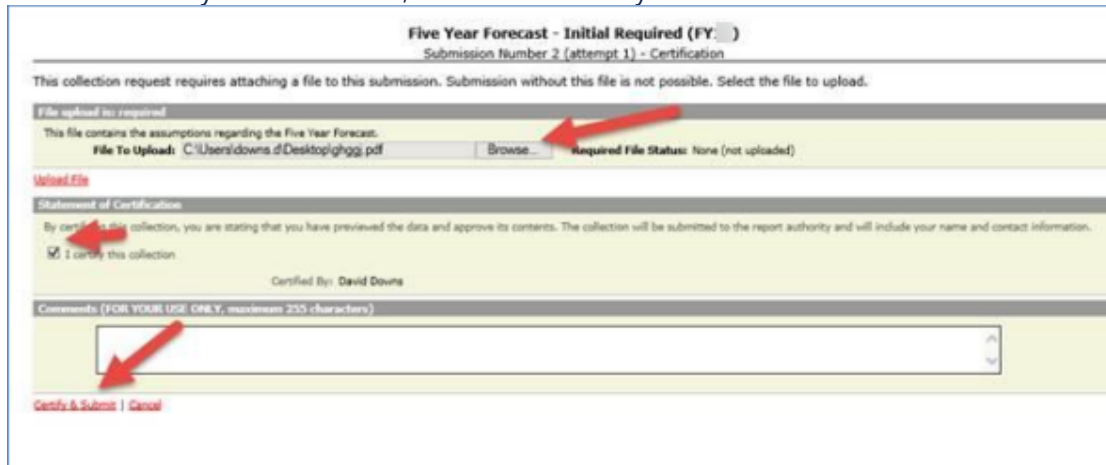 Five Year Forecast - Initial Required (FY )
Submission Number 2 (attempt 1) - Certification
This collection request requires attaching a file to this submission. Submission without this file is not possible. Select the file to upload.
File upload is: required
This file contains the assumptions regarding the Five Year Forecast.
File To Upload: C:\Users\downs.d\Desktop\ghggj.pdf Browse... Required File Status: None (not uploaded)
Upload File
Statement of Certification
By this collection, you are stating that you have previewed the data and approve its contents. The collection will be submitted to the report authority and will include your name and contact information.
I certify this collection
Certified By: David Downs
Comments (FOR YOUR USE ONLY, maximum 255 characters)
Certify & Submit | Cancel